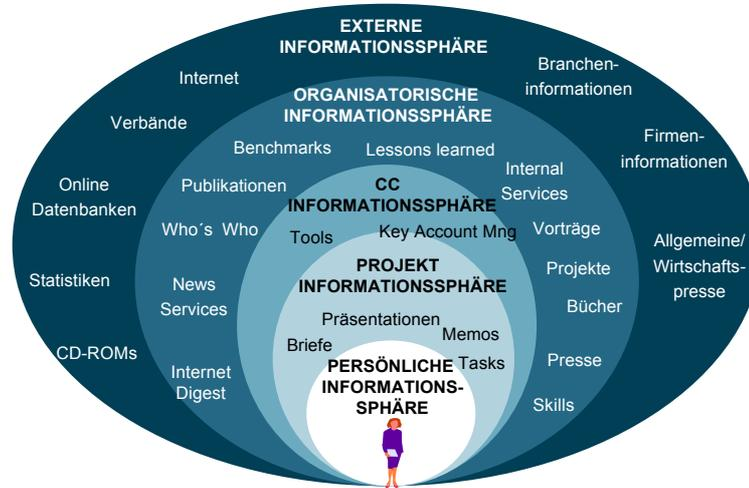 EXTERNE
INFORMATIONSSPHÄRE
Internet
Branchen-
informationen
Verbände
Firmen-
informationen
Online
Datenbanken
Allgemeine/
Wirtschafts-
presse
Statistiken
CD-ROMs
ORGANISATORISCHE
INFORMATIONSSPHÄRE
Benchmarks
Lessons learned
Publikationen
Internal
Services
Who´s Who
Vorträge
News
Services
Projekte
Bücher
Internet
Digest
Presse
Skills
CC
INFORMATIONSSPHÄRE
Tools
Key Account Mng
PROJEKT
INFORMATIONSSPHÄRE
Präsentationen
Memos
Briefe
Tasks
PERSÖNLICHE
INFORMATIONS-
SPHÄRE